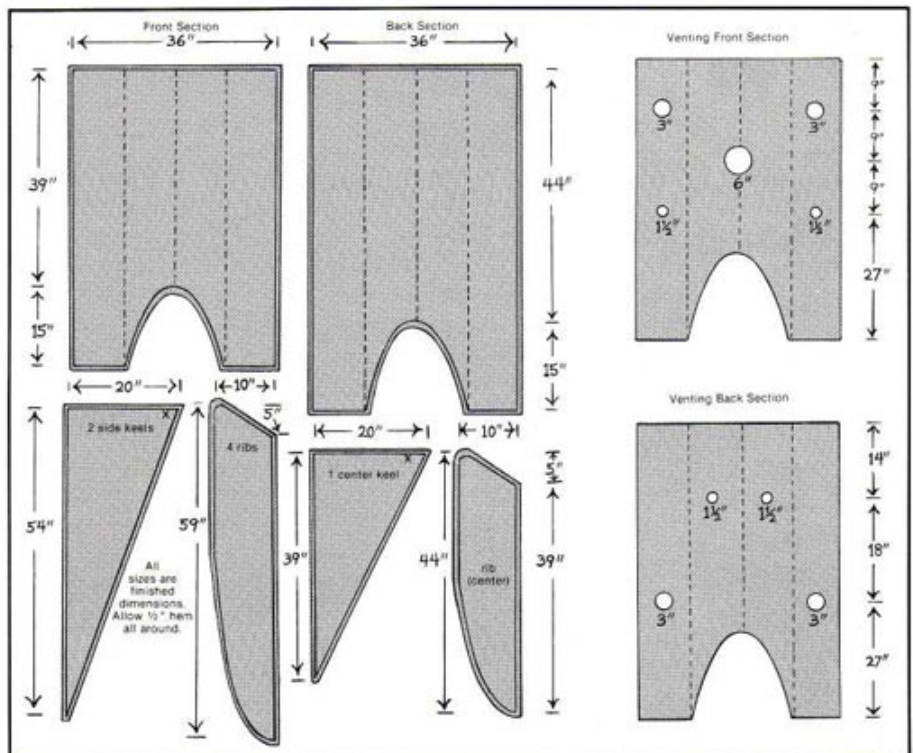 Front Section
36"
Back Section
36"
Venting Front Section
39"
15"
44"
15"
3"
3"
6"
1½"
1½"
9"
9"
9"
27"
20"
10"
5"
2 side keels
x
4 ribs
54"
59"
All
sizes are
finished
dimensions.
Allow ½" hem
all around.
20"
10"
5"
1 center keel
x
39"
44"
rib
(center)
39"
Venting Back Section
14"
1½"
1½"
18"
3"
3"
27"